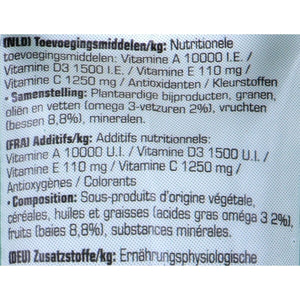 (NLD) Toevoegingsmiddelen/kg: Nutritionele
toevoegingsmiddelen: Vitamine A 10000 I.E. /
Vitamine D3 1500 I.E. / Vitamine E 110 mg /
Vitamine C 1250 mg / Antioxidanten / Kleurstoffen
• Samenstelling: Plantaardige bijproducten, granen,
oliën en vetten (omega 3-vetzuren 2%), vruchten
(bessen 8,8%), mineralen.
(FRA) Additifs/kg: Additifs nutritionnels:
Vitamine A 10000 U.I. / Vitamine D3 1500 U.I. /
Vitamine E 110 mg / Vitamine C 1250 mg /
Antioxygènes / Colorants
• Composition: Sous-produits d'origine végétale,
céréales, huiles et graisses (acides gras oméga 3 2%),
fruits (baies 8,8%), substances minérales.
(DEU) Zusatzstoffe/kg: Ernährungsphysiologische